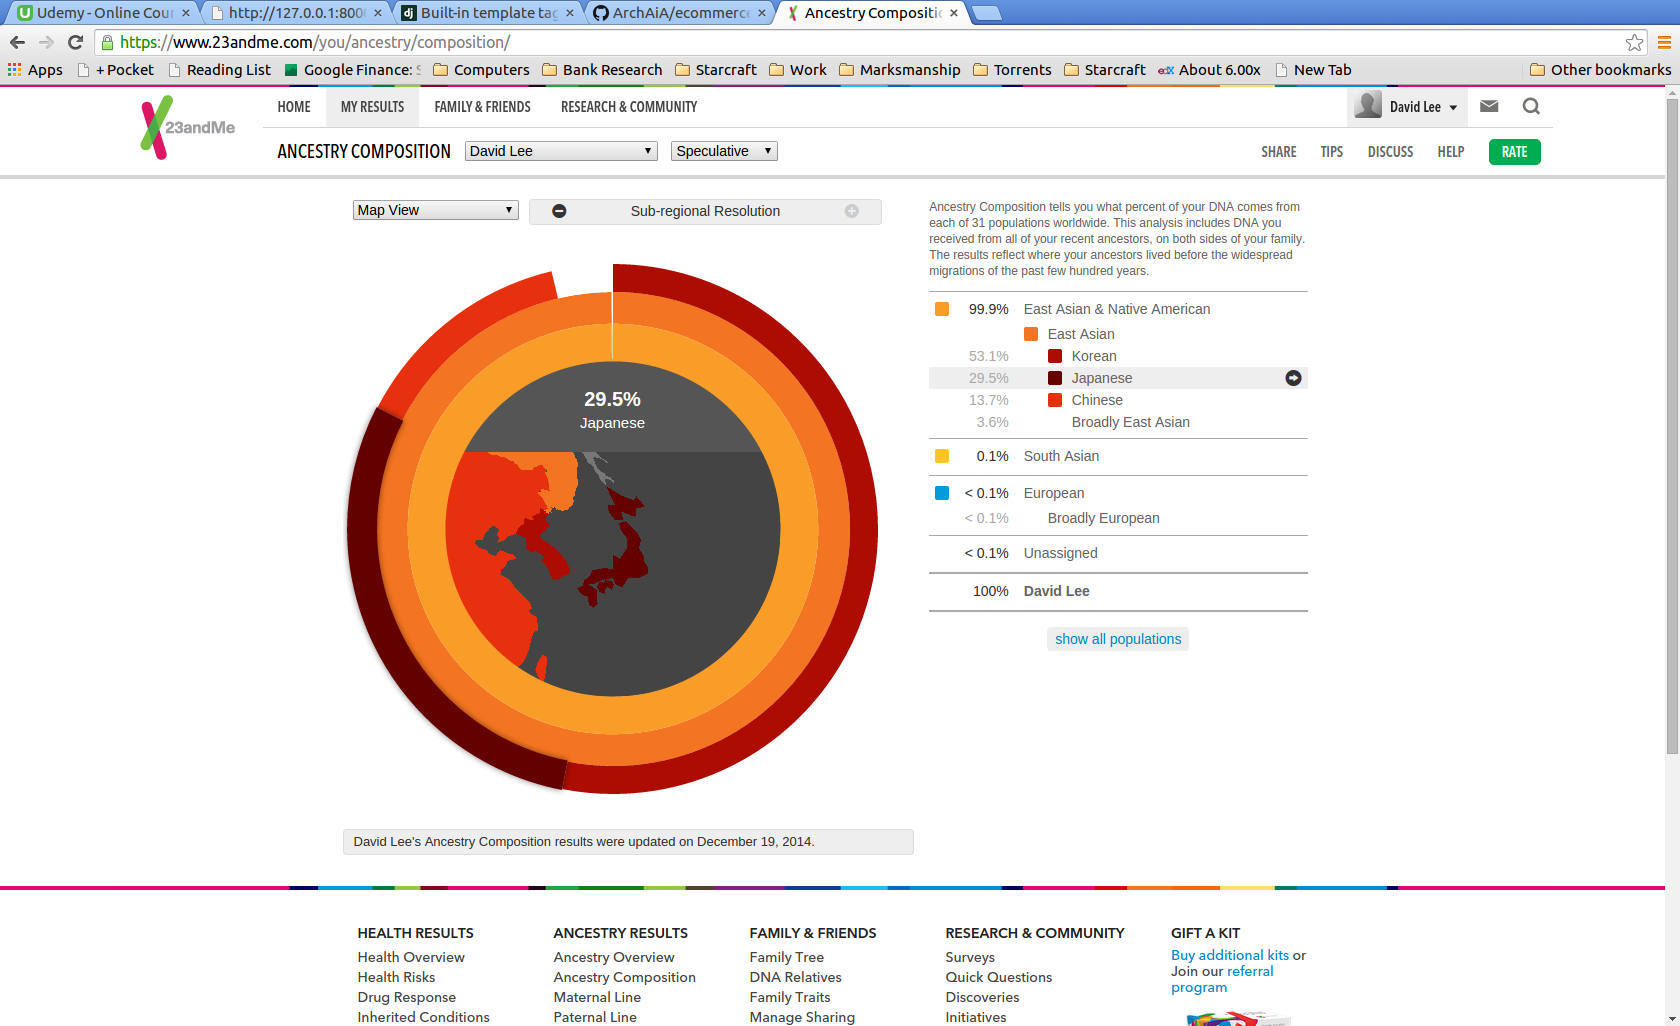 Udemy - Online Cour
http://127.0.0.1:800
Built-in template tag
ArchAiA/ecommerce
Ancestry Compositio
https://www.23andme.com/you/ancestry/composition/
Apps
+Pocket
Reading List
Google Finance: S
Computers
Bank Research
Starcraft
Work
Marksmanship
Torrents
Starcraft
edX About 6.00x
New Tab
Other bookmarks
23andMe
HOME
MY RESULTS
FAMILY & FRIENDS
RESEARCH & COMMUNITY
David Lee
ANCESTRY COMPOSITION
David Lee
Speculative
SHARE
TIPS
DISCUSS
HELP
RATE
Map View
Sub-regional Resolution
29.5%
Japanese
Ancestry Composition tells you what percent of your DNA comes from
each of 31 populations worldwide. This analysis includes DNA you
received from all of your recent ancestors, on both sides of your family.
The results reflect where your ancestors lived before the widespread
migrations of the past few hundred years.
99.9% East Asian & Native American
East Asian
53.1% Korean
29.5% Japanese
13.7% Chinese
3.6% Broadly East Asian
0.1% South Asian
< 0.1% European
< 0.1% Broadly European
< 0.1% Unassigned
100% David Lee
show all populations
David Lee's Ancestry Composition results were updated on December 19, 2014.
HEALTH RESULTS
Health Overview
Health Risks
Drug Response
Inherited Conditions
ANCESTRY RESULTS
Ancestry Overview
Ancestry Composition
Maternal Line
Paternal Line
FAMILY & FRIENDS
Family Tree
DNA Relatives
Family Traits
Manage Sharing
RESEARCH & COMMUNITY
Surveys
Quick Questions
Discoveries
Initiatives
GIFT A KIT
Buy additional kits or
Join our referral
program